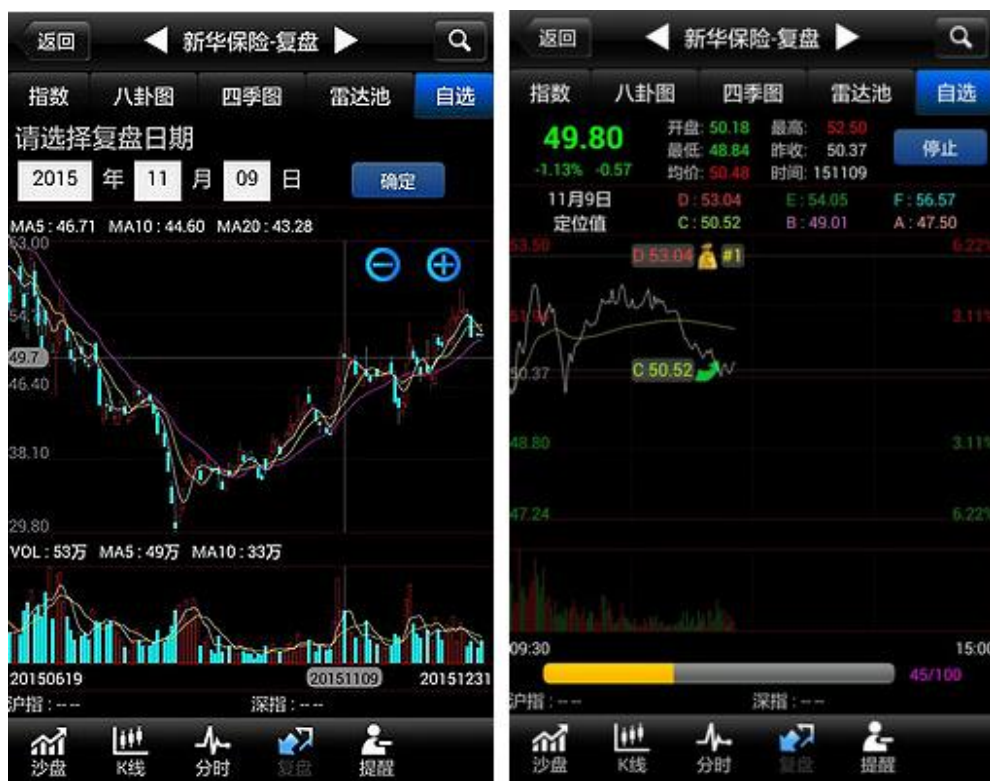 返回 新华保险-复盘
指数 八卦图 四季图 雷达池 自选
请选择复盘日期
2015 年 11 月 09 日 确定
MA5 : 46.71 MA10 : 44.60 MA20 : 43.28
53.00
49.7
46.40
38.10
29.80
VOL : 53万 MA5 : 49万 MA10 : 33万
20150619 20151109 20151231
沪指 : -- 深指 : --
沙盘 K线 分时 复盘 提醒
返回 新华保险-复盘
指数 八卦图 四季图 雷达池 自选
49.80 开盘: 50.18 最高: 52.50 停止
-1.13% -0.57 最低: 48.84 昨收: 50.37
均价: 50.48 时间: 151109
11月9日 D : 53.04 E : 54.05 F : 56.57
定位值 C : 50.52 B : 49.01 A : 47.50
53.50 6.22%
D 53.04 #1
3.11%
50.37
C 50.52
48.80 3.11%
47.24 6.22%
09:30 15:00
45/100
沪指 : -- 深指 : --
沙盘 K线 分时 复盘 提醒